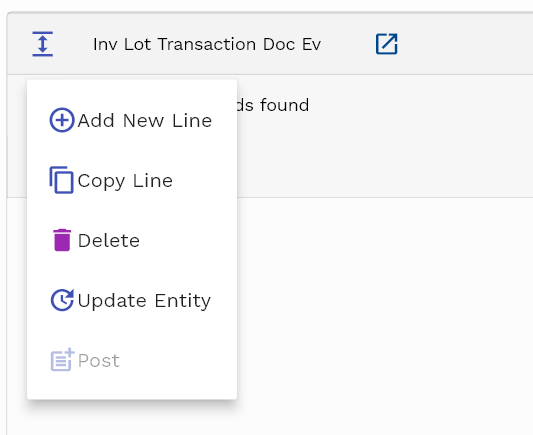 Inv Lot Transaction Doc Ev
ds found
Add New Line
Copy Line
Delete
Update Entity
Post